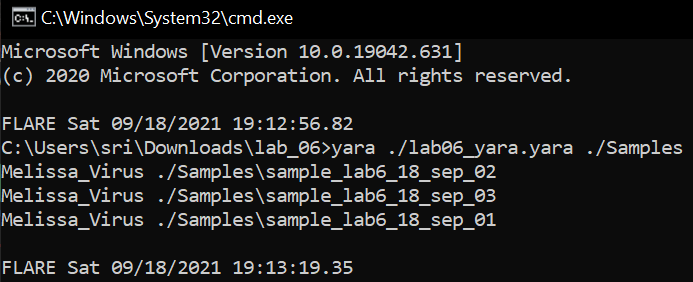 C:\Windows\System32\cmd.exe
Microsoft Windows [Version 10.0.19042.631]
(c) 2020 Microsoft Corporation. All rights reserved.
FLARE Sat 09/18/2021 19:12:56.82
C:\Users\sri\Downloads\lab_06>yara ./lab06_yara.yara ./Samples
Melissa_Virus ./Samples\sample_lab6_18_sep_02
Melissa_Virus ./Samples\sample_lab6_18_sep_03
Melissa_Virus ./Samples\sample_lab6_18_sep_01
FLARE Sat 09/18/2021 19:13:19.35